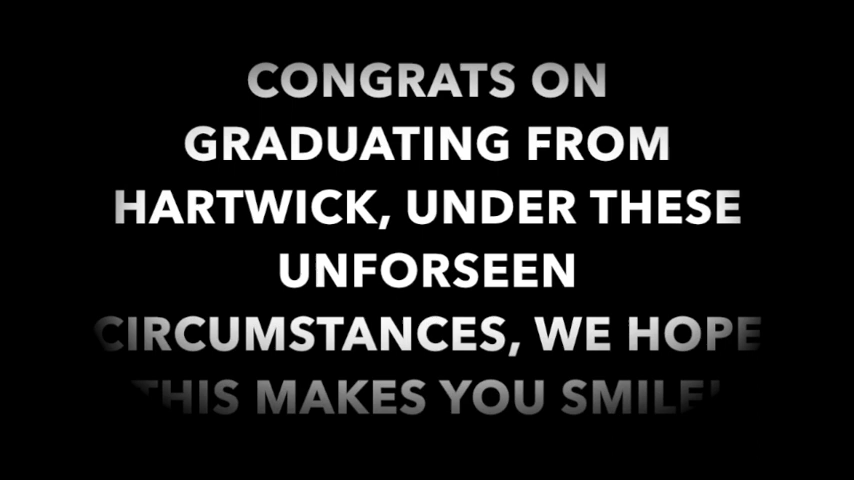 CONGRATS ON
GRADUATING FROM
HARTWICK, UNDER THESE
UNFORSEEN
CIRCUMSTANCES, WE HOPE
THIS MAKES YOU SMILE!